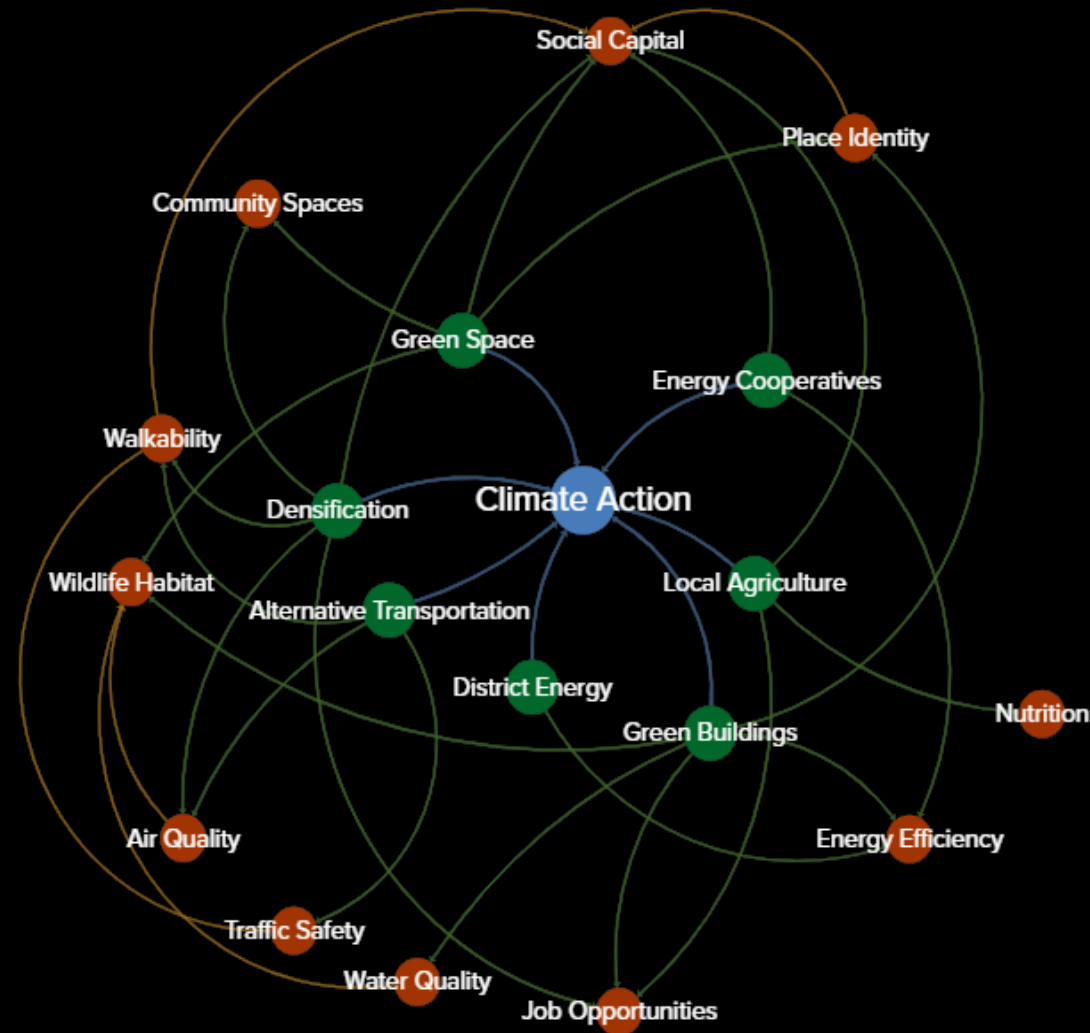 Social Capital
Place Identity
Community Spaces
Green Space
Energy Cooperatives
Walkability
Climate Action
Densification
Wildlife Habitat
Local Agriculture
Alternative Transportation
District Energy
Nutrition
Green Buildings
Air Quality
Energy Efficiency
Traffic Safety
Water Quality
Job Opportunities